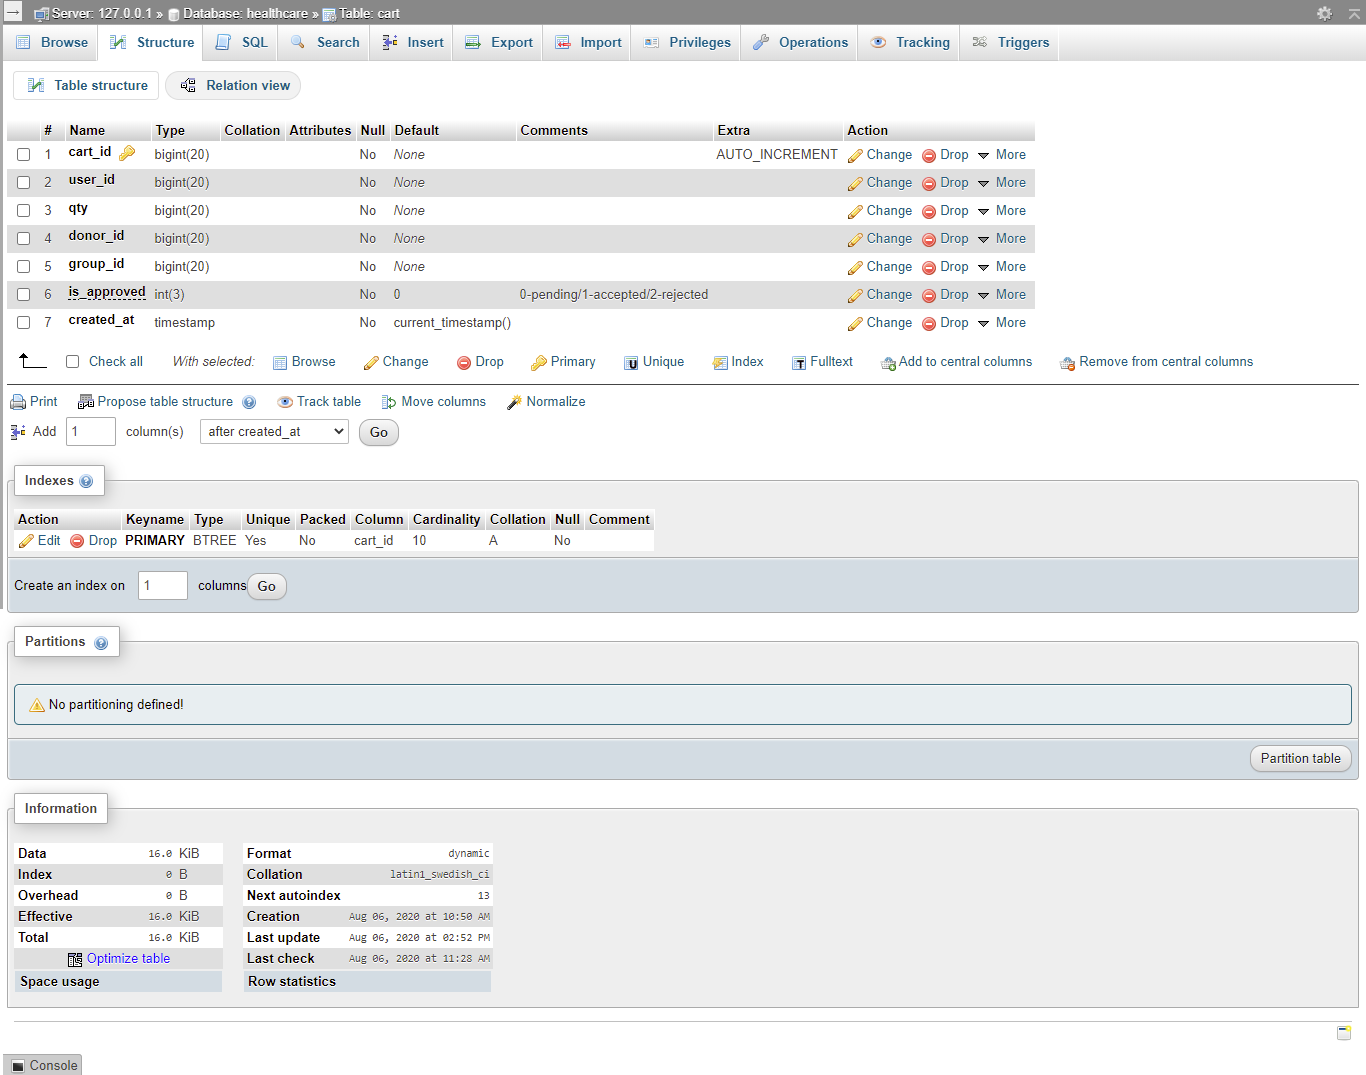 Server: 127.0.0.1 » Database: healthcare » Table: cart
Browse Structure SQL Search Insert Export Import Privileges Operations Tracking Triggers
Table structure Relation view
# Name Type Collation Attributes Null Default Comments Extra Action
1 cart_id bigint(20) No None AUTO_INCREMENT Change Drop More
2 user_id bigint(20) No None Change Drop More
3 qty bigint(20) No None Change Drop More
4 donor_id bigint(20) No None Change Drop More
5 group_id bigint(20) No None Change Drop More
6 is_approved int(3) No 0 0-pending/1-accepted/2-rejected Change Drop More
7 created_at timestamp No current_timestamp() Change Drop More
Check all With selected: Browse Change Drop Primary Unique Index Fulltext Add to central columns Remove from central columns
Print Propose table structure Track table Move columns Normalize
Add 1 column(s) after created_at Go
Indexes
Action Keyname Type Unique Packed Column Cardinality Collation Null Comment
Edit Drop PRIMARY BTREE Yes No cart_id 10 A No
Create an index on 1 columns Go
Partitions
No partitioning defined!
Partition table
Information
Data 16.0 KiB
Index 0 B
Overhead 0 B
Effective 16.0 KiB
Total 16.0 KiB
Optimize table
Space usage
Format dynamic
Collation latin1_swedish_ci
Next autoindex 13
Creation Aug 06, 2020 at 10:50 AM
Last update Aug 06, 2020 at 02:52 PM
Last check Aug 06, 2020 at 11:28 AM
Row statistics
Console